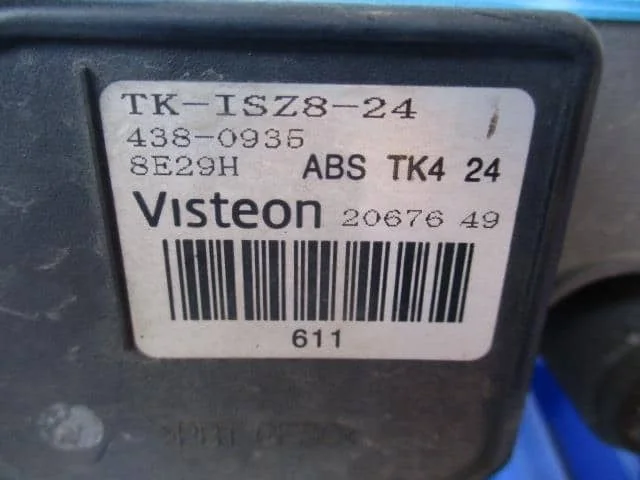 TK-ISZ8-24
438-0935
8E29H ABS TK4 24
Visteon 20676 49
611